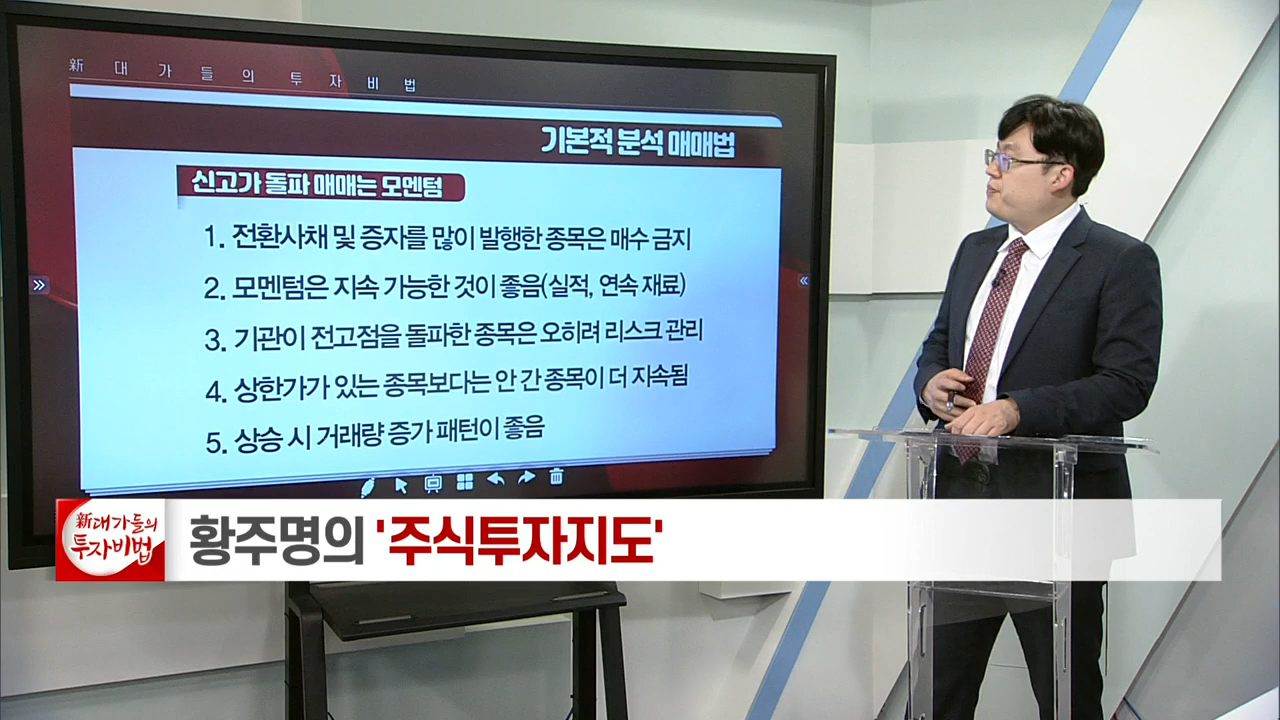 新 대 가 들 의 투 자 비 법
기본적 분석 매매법
신고가 돌파 매매는 모멘텀
1. 전환사채 및 증자를 많이 발행한 종목은 매수 금지
2. 모멘텀은 지속 가능한 것이 좋음(실적, 연속 재료)
3. 기관이 전고점을 돌파한 종목은 오히려 리스크 관리
4. 상한가가 있는 종목보다는 안 간 종목이 더 지속됨
5. 상승 시 거래량 증가 패턴이 좋음
新대가들의
투자비법
황주명의 '주식투자지도'